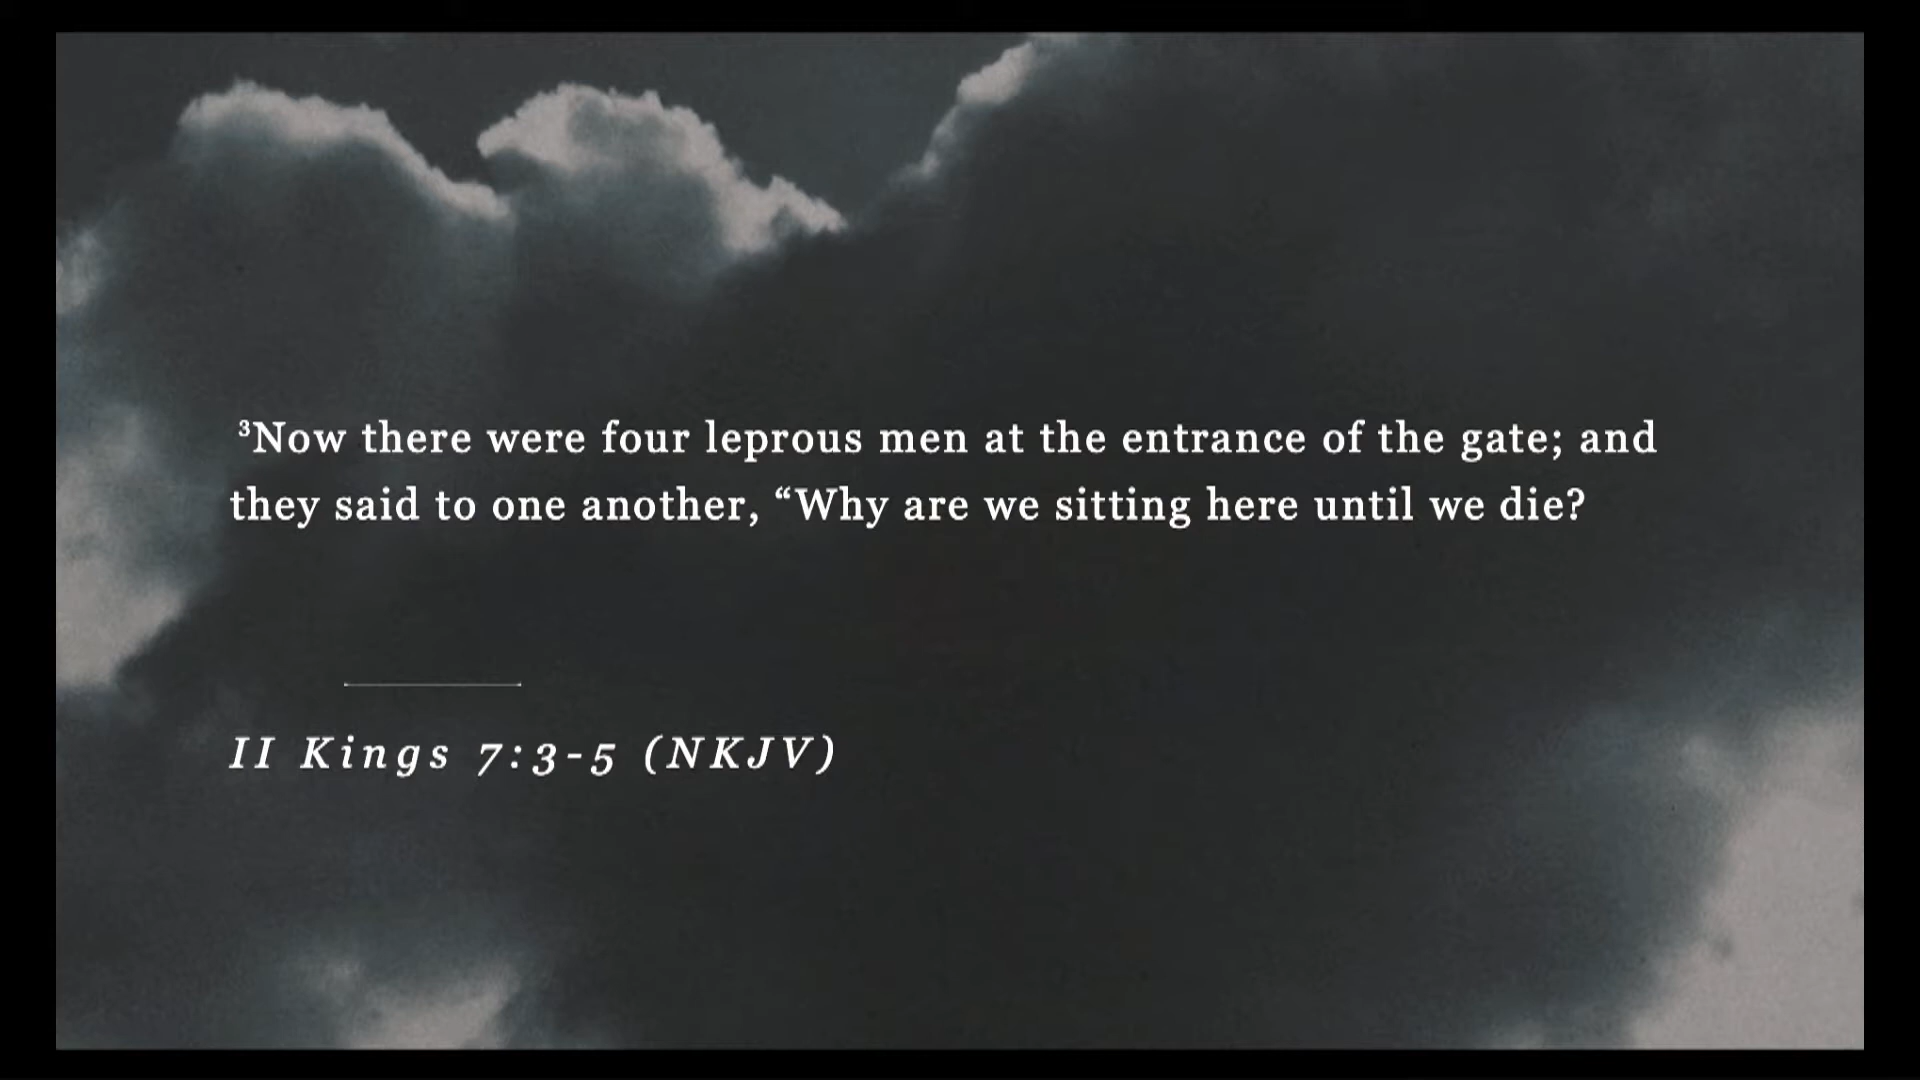 ³Now there were four leprous men at the entrance of the gate; and
they said to one another, “Why are we sitting here until we die?
II Kings 7:3-5 (NKJV)